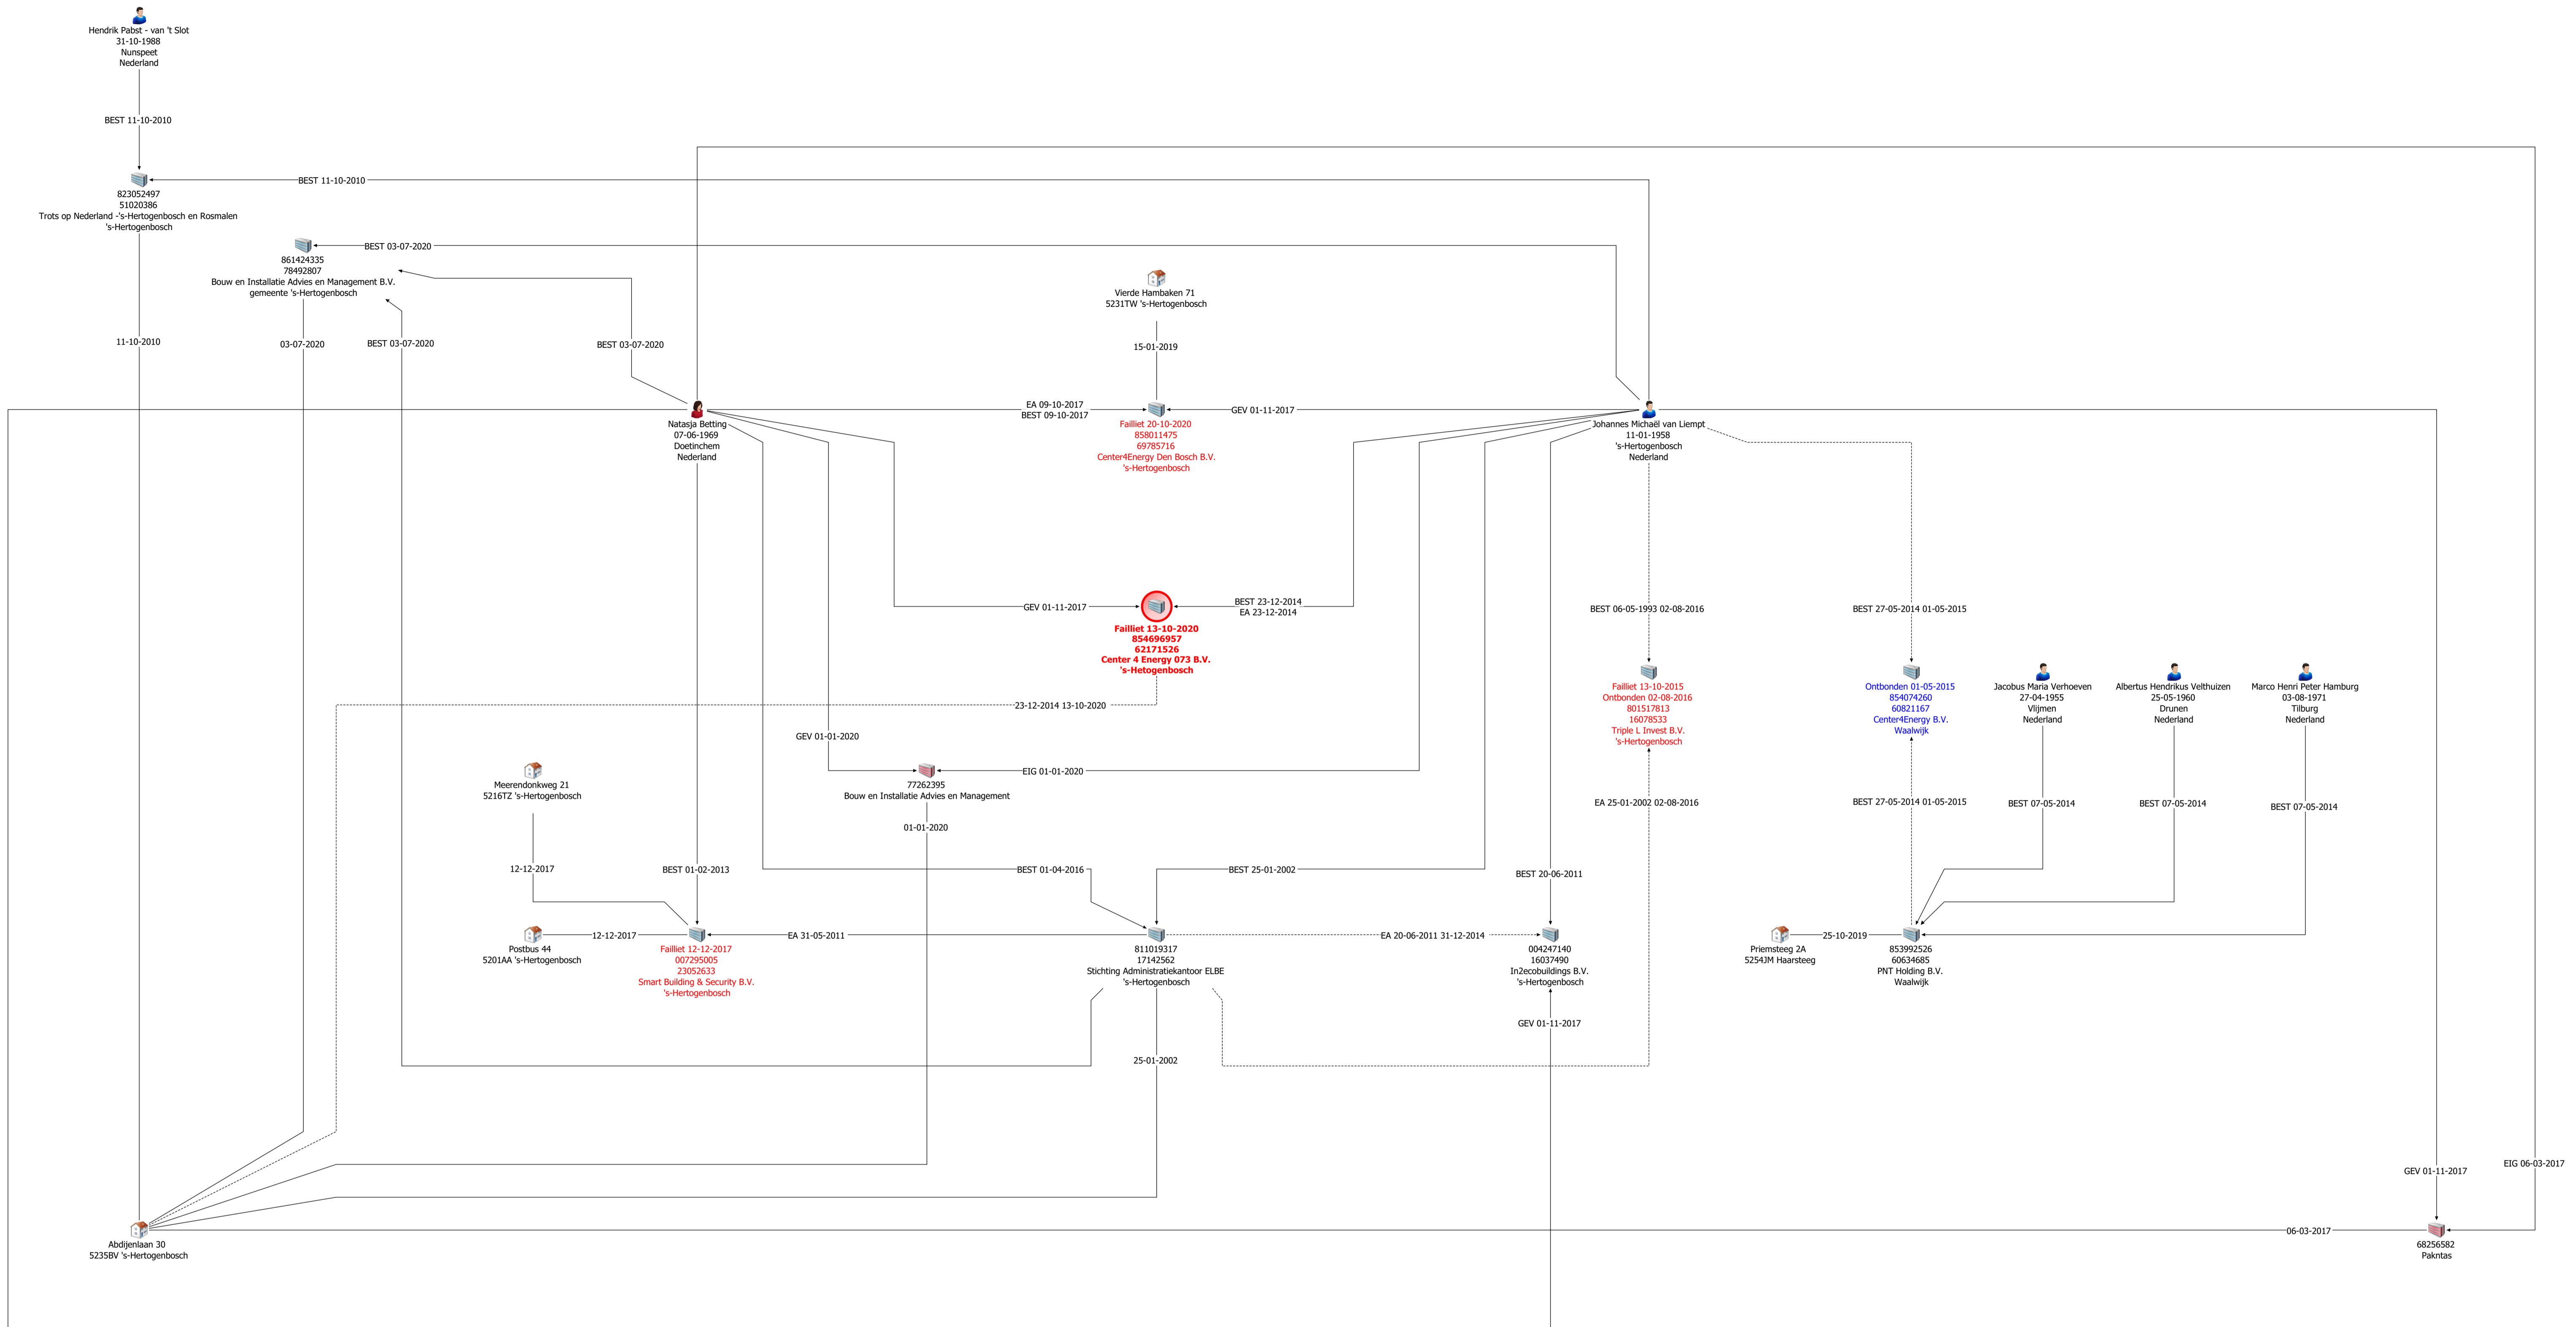 Hendrik Pabst - van 't Slot
31-10-1988
Nunspeet
Nederland
BEST 11-10-2010
BEST 11-10-2010
823052497
51020386
Trots op Nederland -'s-Hertogenbosch en Rosmalen
's-Hertogenbosch
BEST 03-07-2020
861424335
78492807
Bouw en Installatie Advies en Management B.V.
gemeente 's-Hertogenbosch
Vierde Hambaken 71
5231TW 's-Hertogenbosch
11-10-2010
03-07-2020
BEST 03-07-2020
BEST 03-07-2020
15-01-2019
EA 09-10-2017
BEST 09-10-2017
GEV 01-11-2017
Natasja Betting
07-06-1969
Doetinchem
Nederland
Failliet 20-10-2020
858011475
69785716
Center4Energy Den Bosch B.V.
's-Hertogenbosch
Johannes Michaël van Liempt
11-01-1958
's-Hertogenbosch
Nederland
GEV 01-11-2017
BEST 23-12-2014
EA 23-12-2014
BEST 06-05-1993 02-08-2016
BEST 27-05-2014 01-05-2015
Failliet 13-10-2020
854696957
62171526
Center 4 Energy 073 B.V.
's-Hetogenbosch
Failliet 13-10-2015
Ontbonden 02-08-2016
801517813
16078533
Triple L Invest B.V.
's-Hertogenbosch
Ontbonden 01-05-2015
854074260
60821167
Center4Energy B.V.
Waalwijk
Jacobus Maria Verhoeven
27-04-1955
Vlijmen
Nederland
Albertus Hendrikus Velthuizen
25-05-1960
Drunen
Nederland
Marco Henri Peter Hamburg
03-08-1971
Tilburg
Nederland
23-12-2014 13-10-2020
GEV 01-01-2020
EIG 01-01-2020
Meerendonkweg 21
5216TZ 's-Hertogenbosch
77262395
Bouw en Installatie Advies en Management
EA 25-01-2002 02-08-2016
BEST 27-05-2014 01-05-2015
BEST 07-05-2014
BEST 07-05-2014
BEST 07-05-2014
01-01-2020
12-12-2017
BEST 01-02-2013
BEST 01-04-2016
BEST 25-01-2002
BEST 20-06-2011
12-12-2017
EA 31-05-2011
EA 20-06-2011 31-12-2014
25-10-2019
Postbus 44
5201AA 's-Hertogenbosch
Failliet 12-12-2017
007295005
23052633
Smart Building & Security B.V.
's-Hertogenbosch
811019317
17142562
Stichting Administratiekantoor ELBE
's-Hertogenbosch
004247140
16037490
In2ecobuildings B.V.
's-Hertogenbosch
Priemsteeg 2A
5254JM Haarsteeg
853992526
60634685
PNT Holding B.V.
Waalwijk
GEV 01-11-2017
25-01-2002
EIG 06-03-2017
GEV 01-11-2017
06-03-2017
Abdijenlaan 30
5235BV 's-Hertogenbosch
68256582
Pakntas